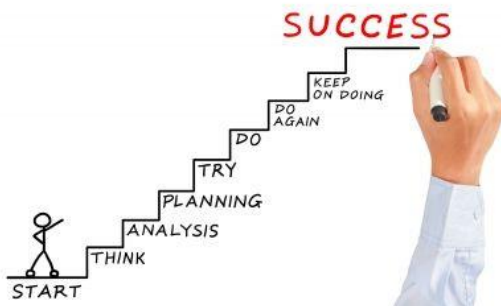 SUCCESS
KEEP
ON DOING
DO
AGAIN
DO
TRY
PLANNING
ANALYSIS
THINK
START